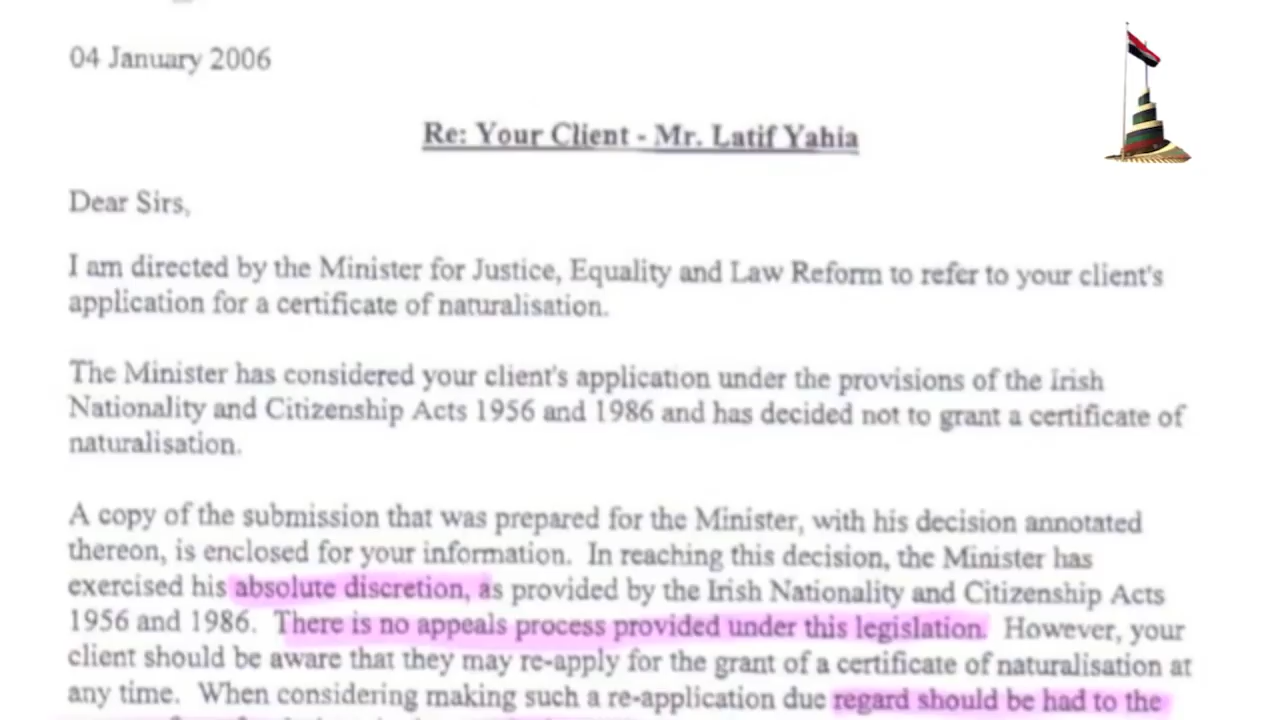 04 January 2006
Re: Your Client - Mr. Latif Yahia
Dear Sirs,
I am directed by the Minister for Justice, Equality and Law Reform to refer to your client's
application for a certificate of naturalisation.
The Minister has considered your client's application under the provisions of the Irish
Nationality and Citizenship Acts 1956 and 1986 and has decided not to grant a certificate of
naturalisation.
A copy of the submission that was prepared for the Minister, with his decision annotated
thereon, is enclosed for your information. In reaching this decision, the Minister has
exercised his absolute discretion, as provided by the Irish Nationality and Citizenship Acts
1956 and 1986. There is no appeals process provided under this legislation. However, your
client should be aware that they may re-apply for the grant of a certificate of naturalisation at
any time. When considering making such a re-application due regard should be had to the